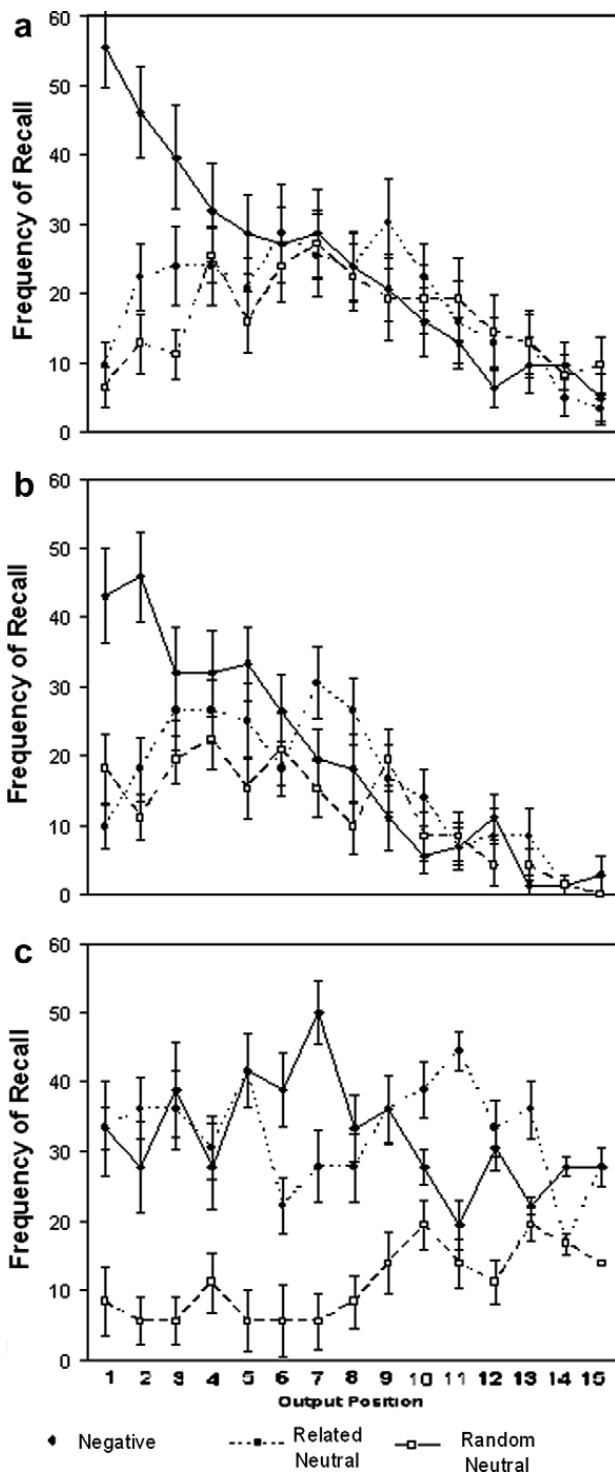 a
60
50
40
30
20
10
0
Frequency of Recall
b
60
50
40
30
20
10
0
Frequency of Recall
c
60
50
40
30
20
10
0
Frequency of Recall
1 2 3 4 5 6 7 8 9 10 11 12 13 14 15
Output Position
Negative
Related Neutral
Random Neutral